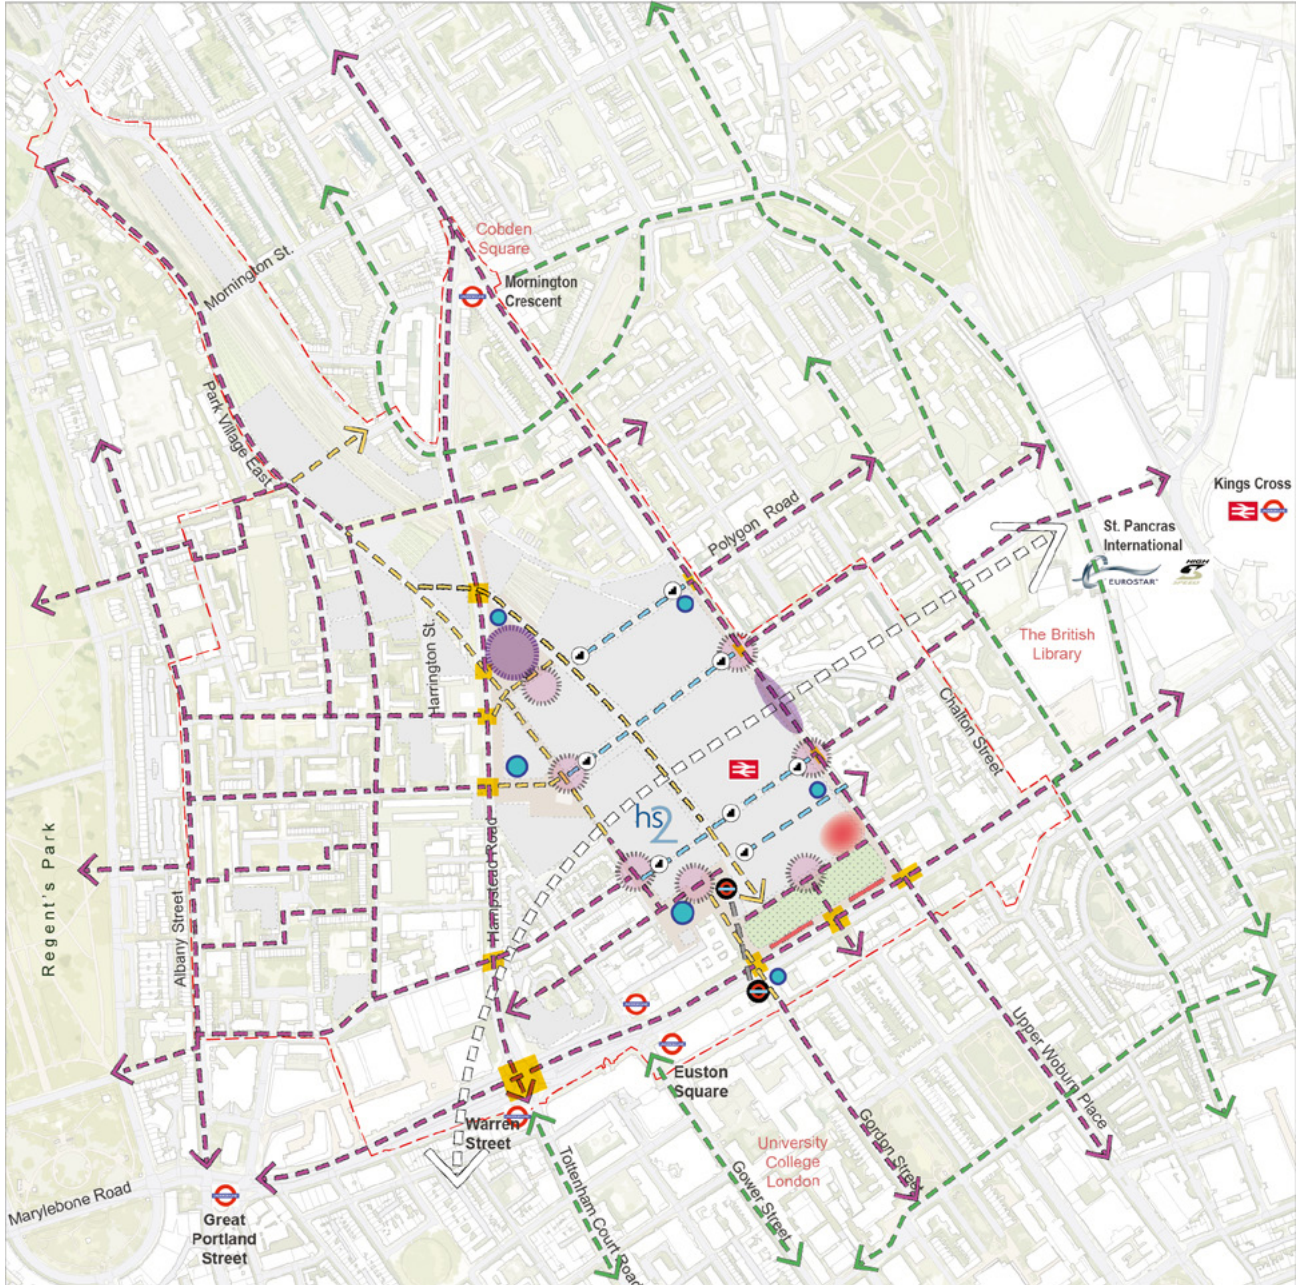 Cobden
Square
Mornington St.
Mornington
Crescent
Park Village East
Polygon Road
Kings Cross
St. Pancras
International
EUROSTAR
HIGH
SPEED
The British
Library
Harrington St.
Chalton Street
hs2
Hampstead Road
Regent's Park
Albany Street
Euston
Square
Upper Woburn Place
Warren
Street
Gordon Street
University
College
London
Tottenham Court Road
Gower Street
Marylebone Road
Great
Portland
Street